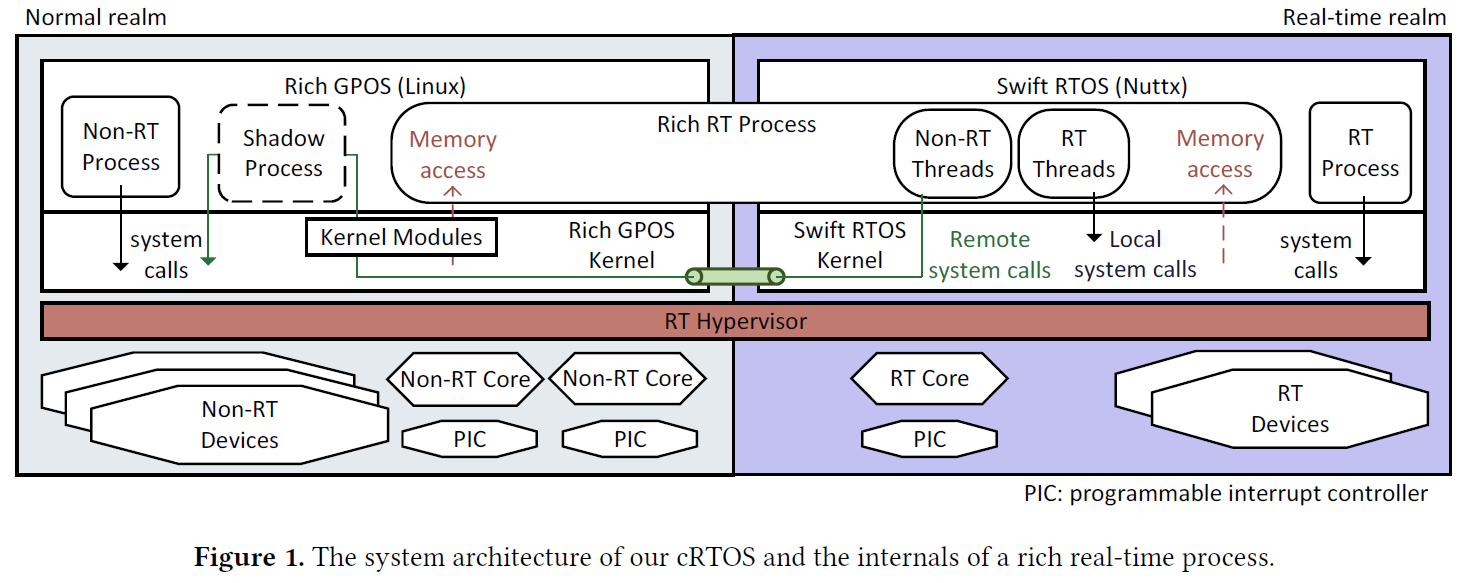 Normal realm
Real-time realm
Rich GPOS (Linux)
Swift RTOS (Nuttx)
Non-RT
Process
Shadow
Process
Memory
access
Rich RT Process
Non-RT
Threads
RT
Threads
Memory
access
RT
Process
system
calls
Kernel Modules
Rich GPOS
Kernel
Swift RTOS
Kernel
Remote
system calls
Local
system calls
system
calls
RT Hypervisor
Non-RT
Devices
Non-RT Core
Non-RT Core
PIC
PIC
RT Core
PIC
RT
Devices
PIC: programmable interrupt controller
Figure 1. The system architecture of our cRTOS and the internals of a rich real-time process.